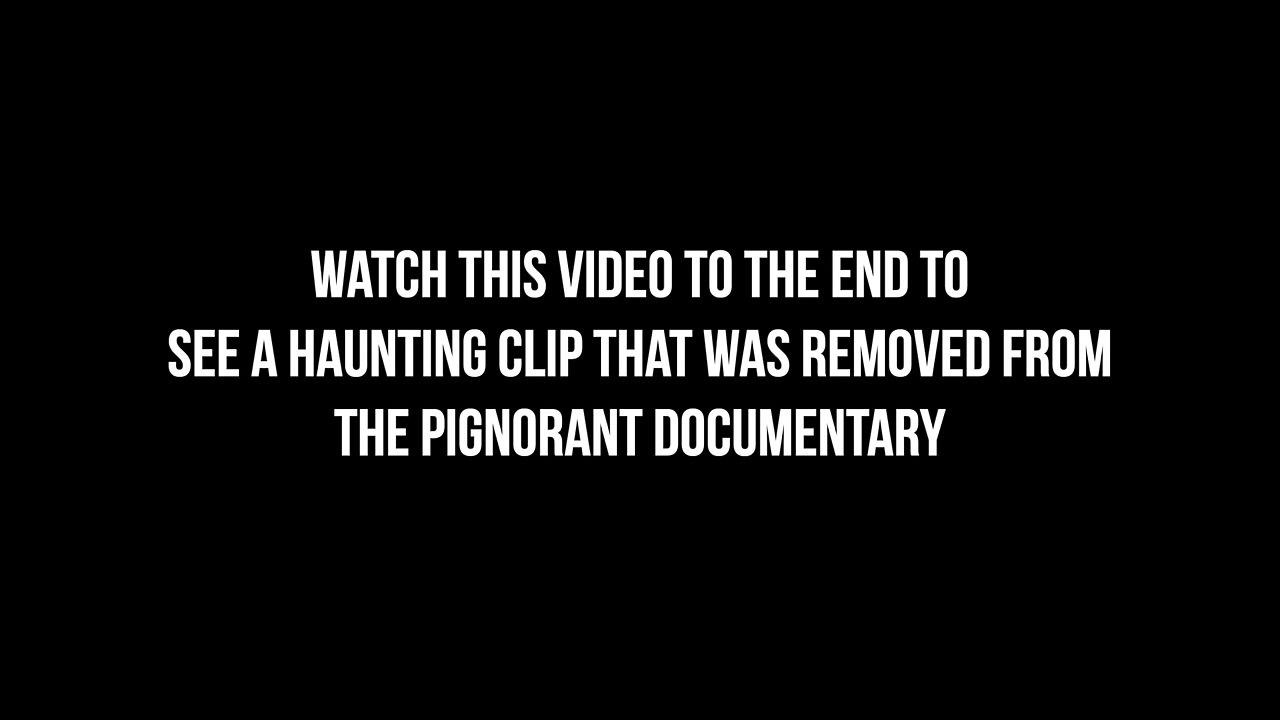 WATCH THIS VIDEO TO THE END TO
SEE A HAUNTING CLIP THAT WAS REMOVED FROM
THE PIGNORANT DOCUMENTARY